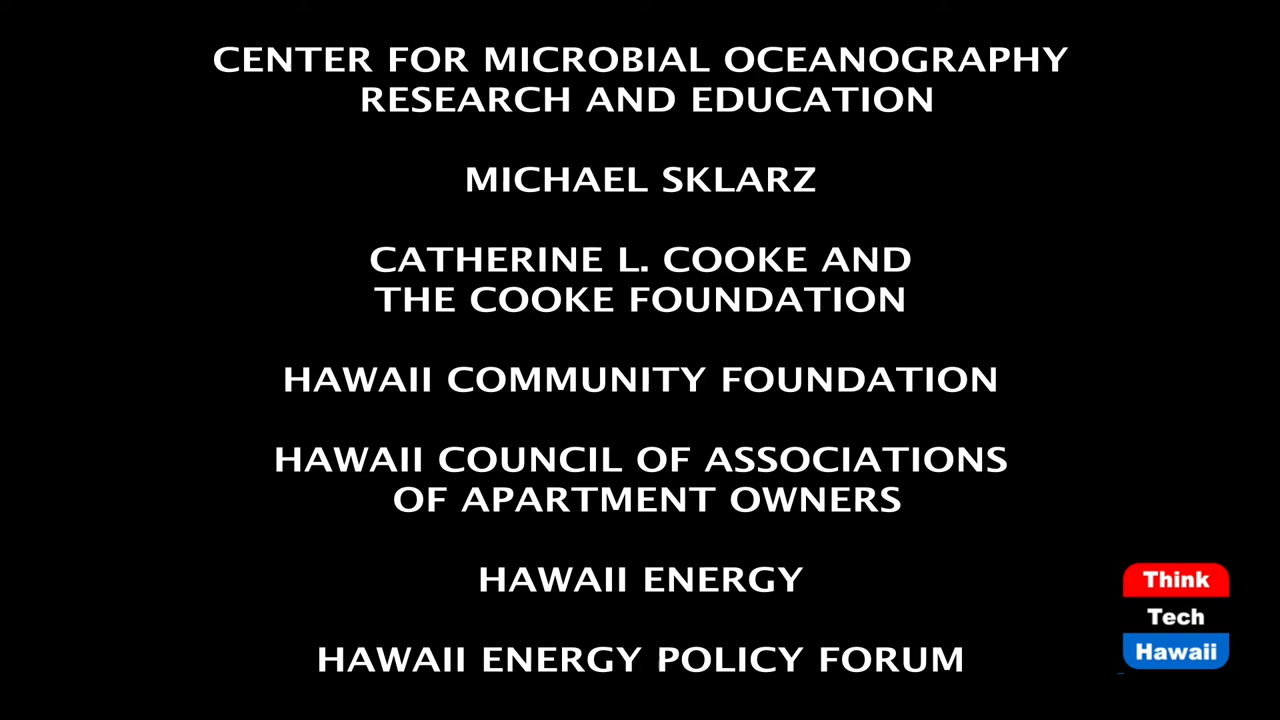 CENTER FOR MICROBIAL OCEANOGRAPHY
RESEARCH AND EDUCATION
MICHAEL SKLARZ
CATHERINE L. COOKE AND
THE COOKE FOUNDATION
HAWAII COMMUNITY FOUNDATION
HAWAII COUNCIL OF ASSOCIATIONS
OF APARTMENT OWNERS
HAWAII ENERGY
HAWAII ENERGY POLICY FORUM
Think
Tech
Hawaii